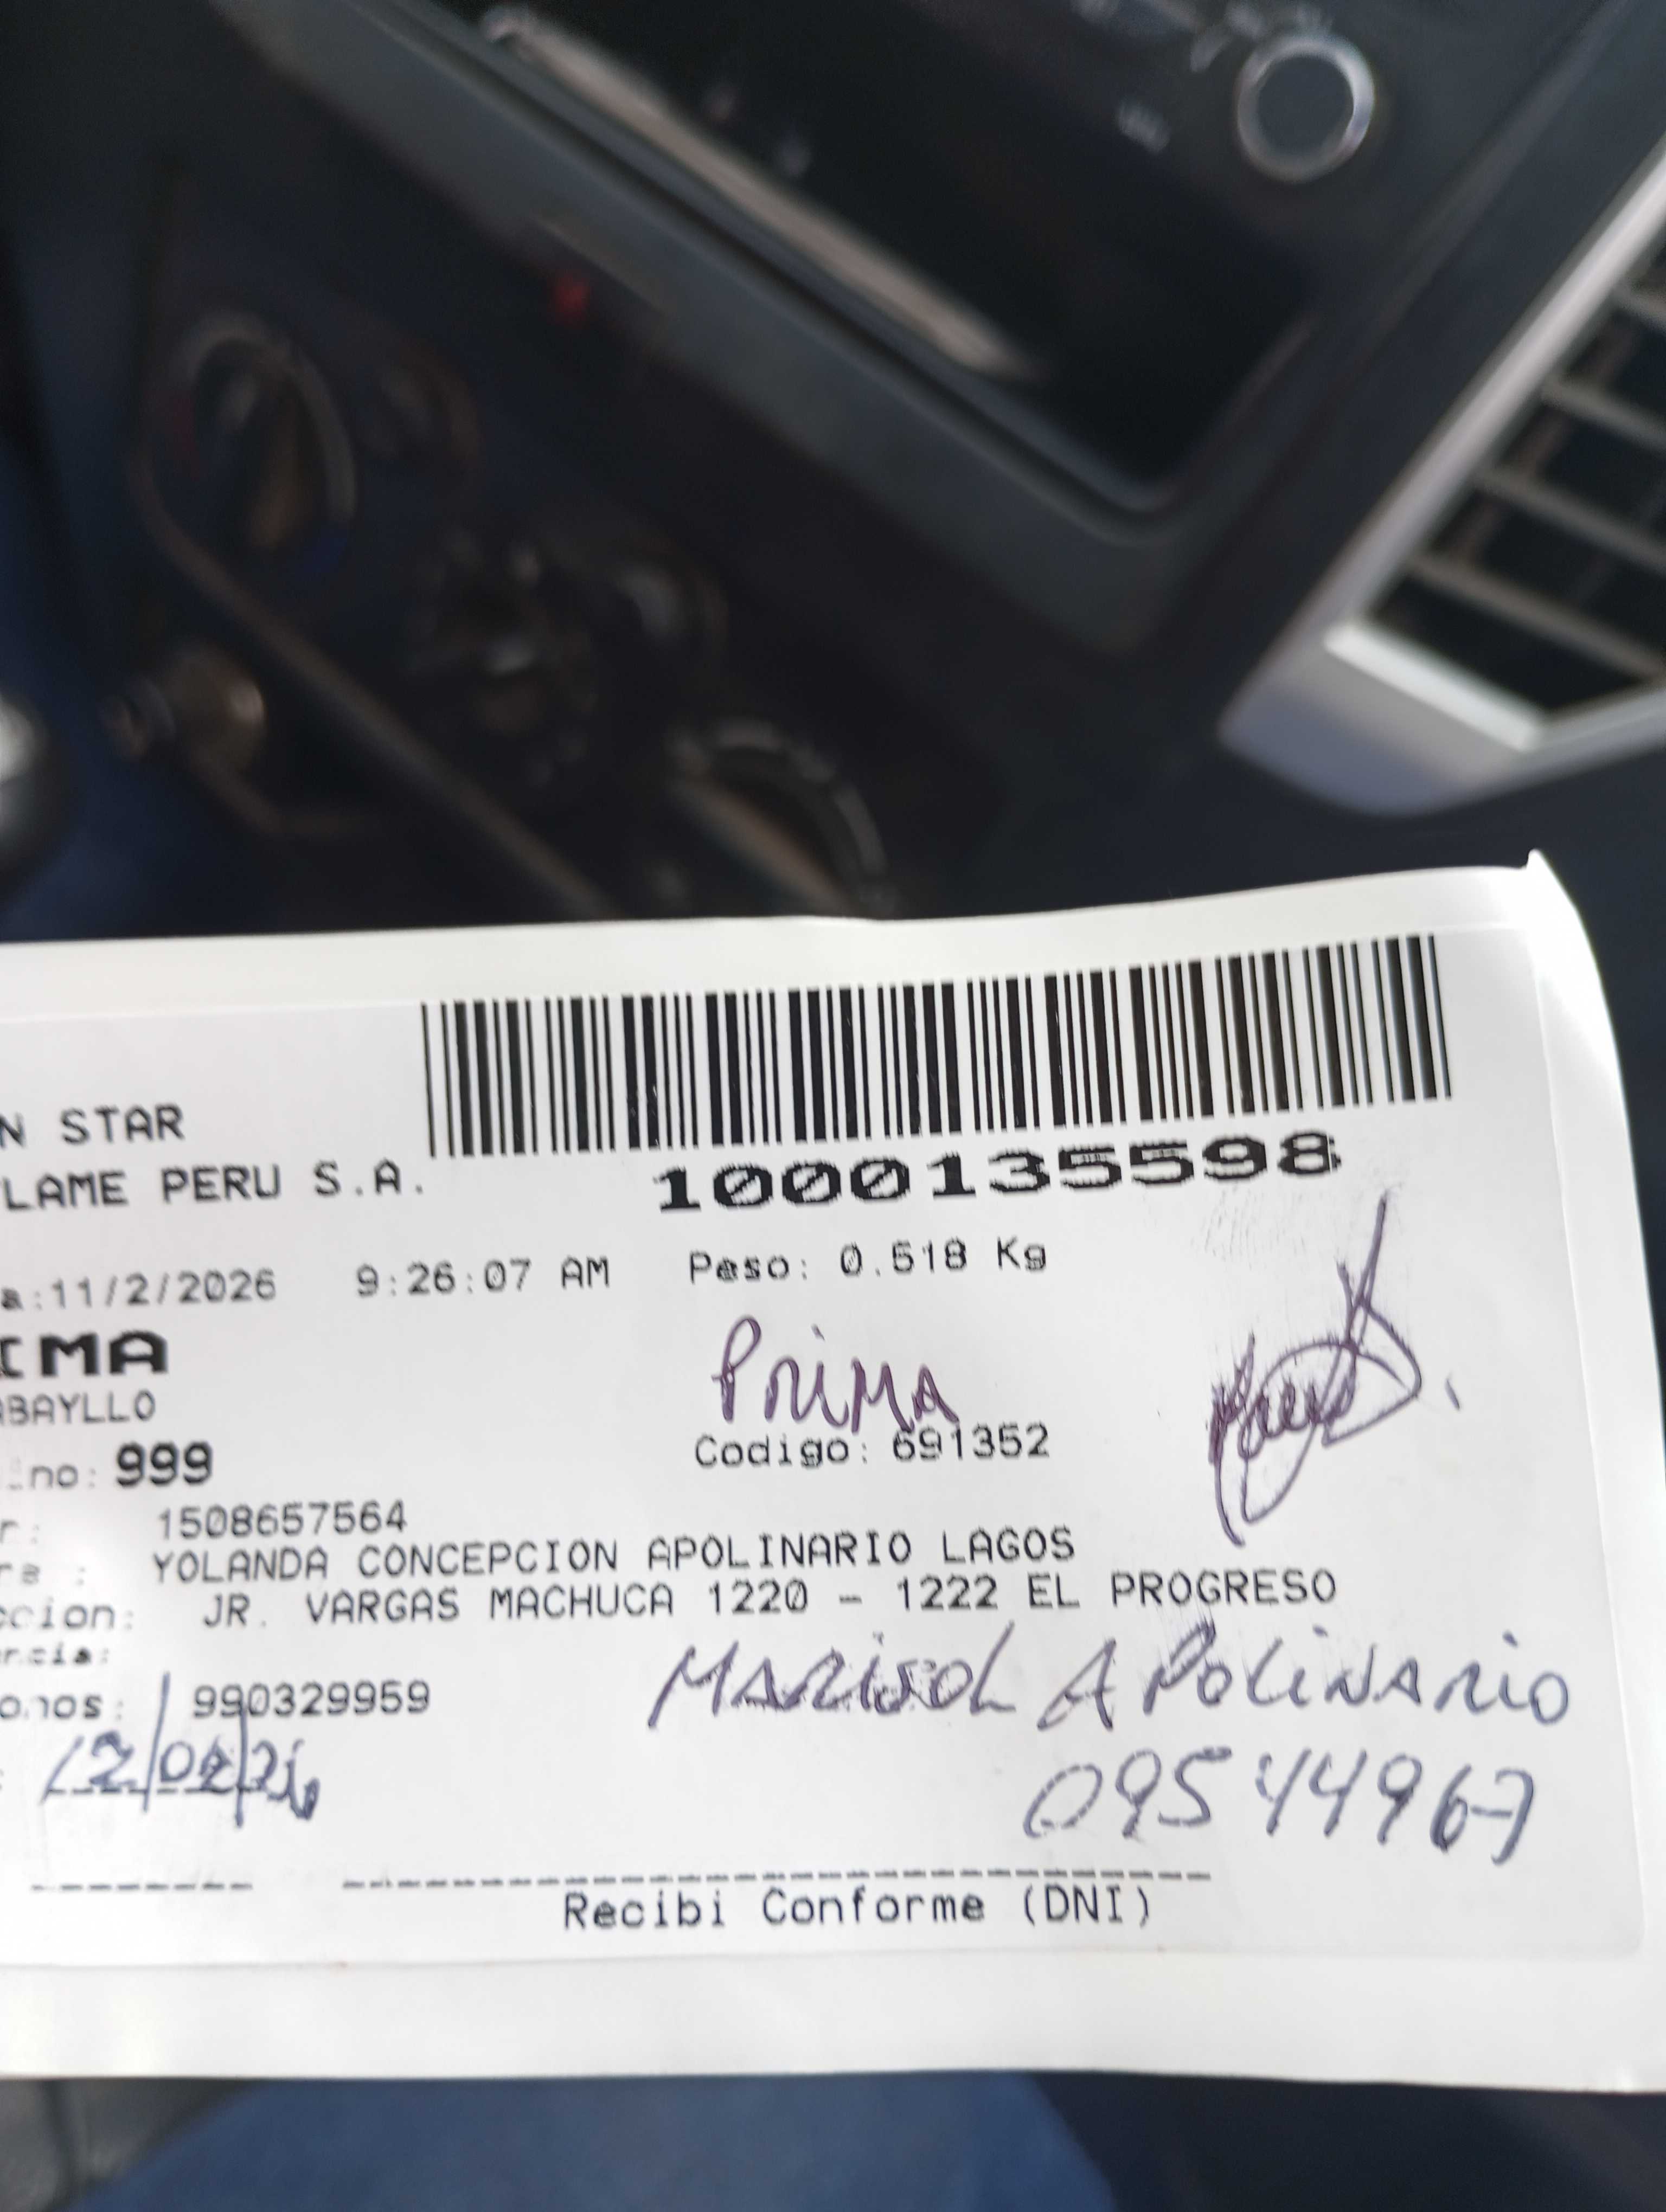 N STAR
LAME PERU S.A.
1000135598
a:11/2/2026 9:26:07 AM Peso: 0.518 Kg
IMA
PRIMA
ABAYLLO
Codigo: 691352
no: 999
r: 1508657564
ra : YOLANDA CONCEPCION APOLINARIO LAGOS
ccion: JR. VARGAS MACHUCA 1220 - 1222 EL PROGRESO
ncia:
MARISOL APOLINARIO
onos: 990329959
12/02/26
09544967
Recibi Conforme (DNI)